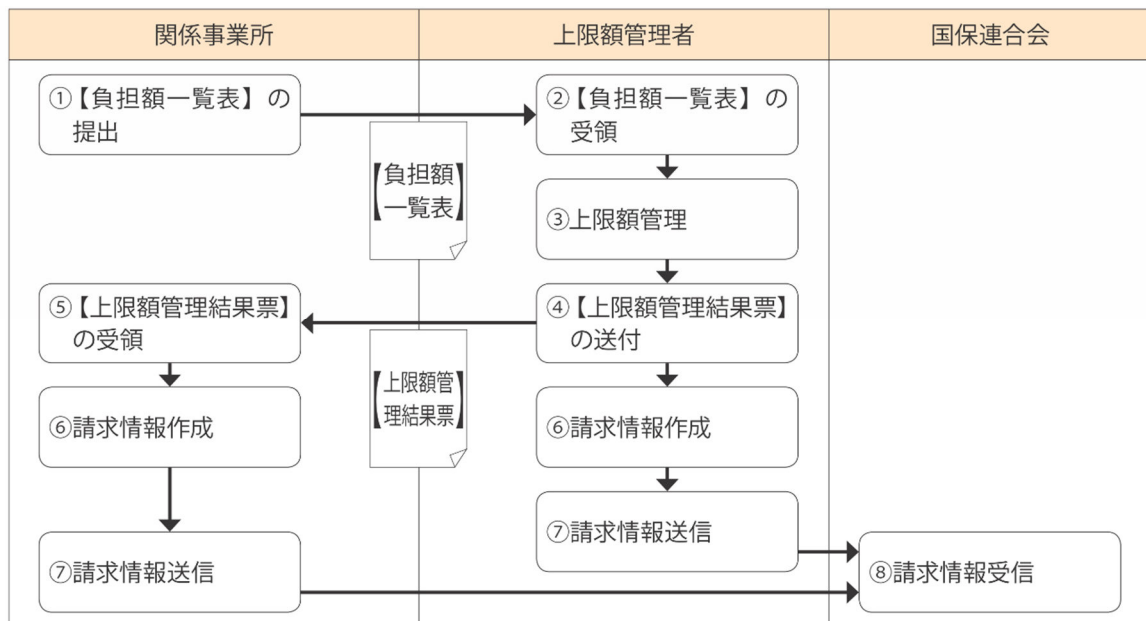 関係事業所
上限額管理者
国保連合会
①【負担額一覧表】の
提出
②【負担額一覧表】の
受領
【負担額
一覧表】
③上限額管理
④【上限額管理結果票】
の送付
⑤【上限額管理結果票】
の受領
【上限額管
理結果票】
⑥請求情報作成
⑥請求情報作成
⑦請求情報送信
⑦請求情報送信
⑧請求情報受信